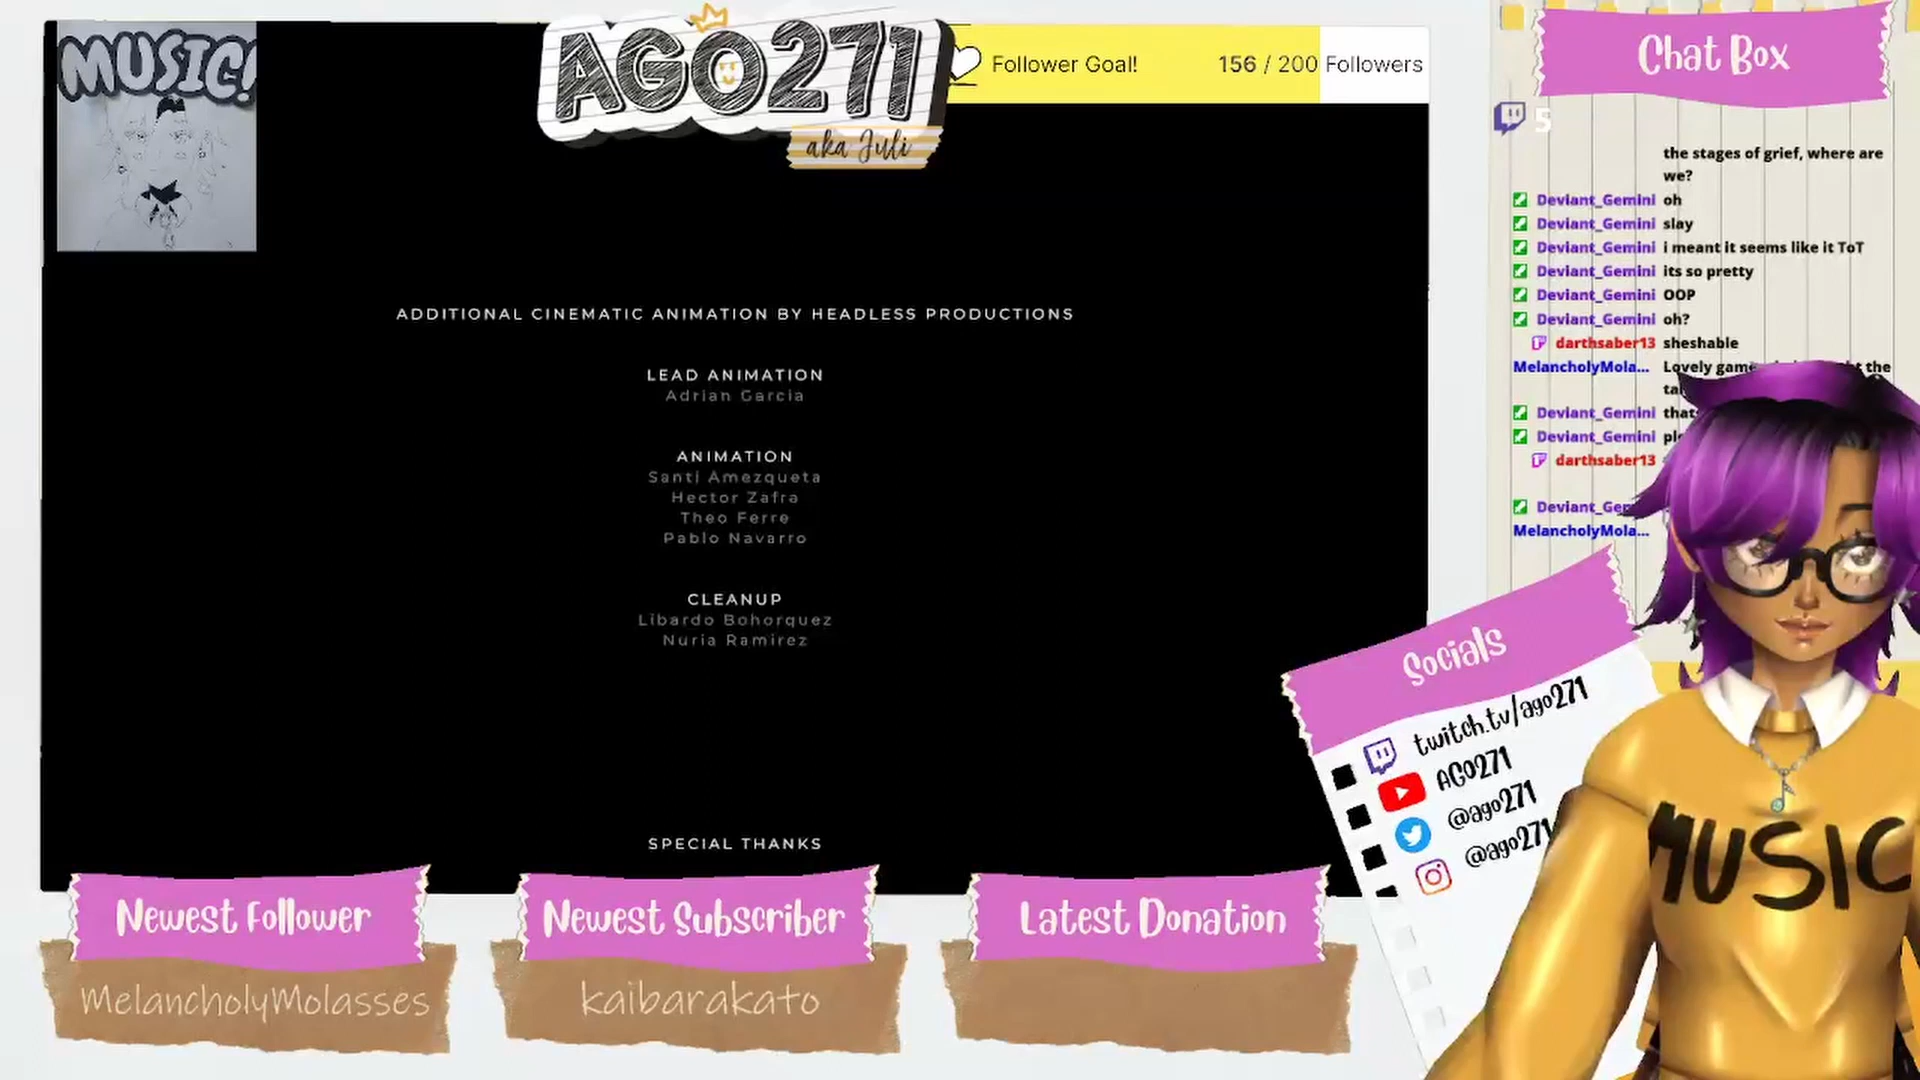 MUSIC!
AGO271
aka Juli
Follower Goal!
156 / 200 Followers
ADDITIONAL CINEMATIC ANIMATION BY HEADLESS PRODUCTIONS
LEAD ANIMATION
Adrian Garcia
ANIMATION
Santi Amezqueta
Hector Zafra
Theo Ferre
Pablo Navarro
CLEANUP
Libardo Bohorquez
Nuria Ramirez
SPECIAL THANKS
Chat Box
5
the stages of grief, where are
we?
Deviant_Gemini oh
Deviant_Gemini slay
Deviant_Gemini i meant it seems like it ToT
Deviant_Gemini its so pretty
Deviant_Gemini OOP
Deviant_Gemini oh?
darthsaber13 sheshable
MelancholyMola... Lovely the
Deviant_Gemini
Deviant_Gemini
darthsaber13
MelancholyMola...
Socials
twitch.tv/ago271
AGO271
@ago271
@ago271
MUSIC
Newest Follower
MelancholyMolasses
Newest Subscriber
kaibarakato
Latest Donation